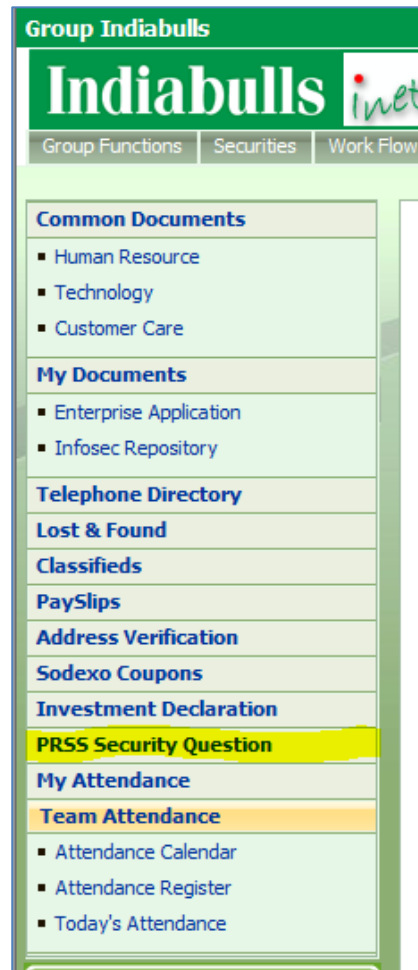 Group Indiabulls
Indiabulls inet
Group Functions Securities Work Flow
Common Documents
Human Resource
Technology
Customer Care
My Documents
Enterprise Application
Infosec Repository
Telephone Directory
Lost & Found
Classifieds
PaySlips
Address Verification
Sodexo Coupons
Investment Declaration
PRSS Security Question
My Attendance
Team Attendance
Attendance Calendar
Attendance Register
Today's Attendance